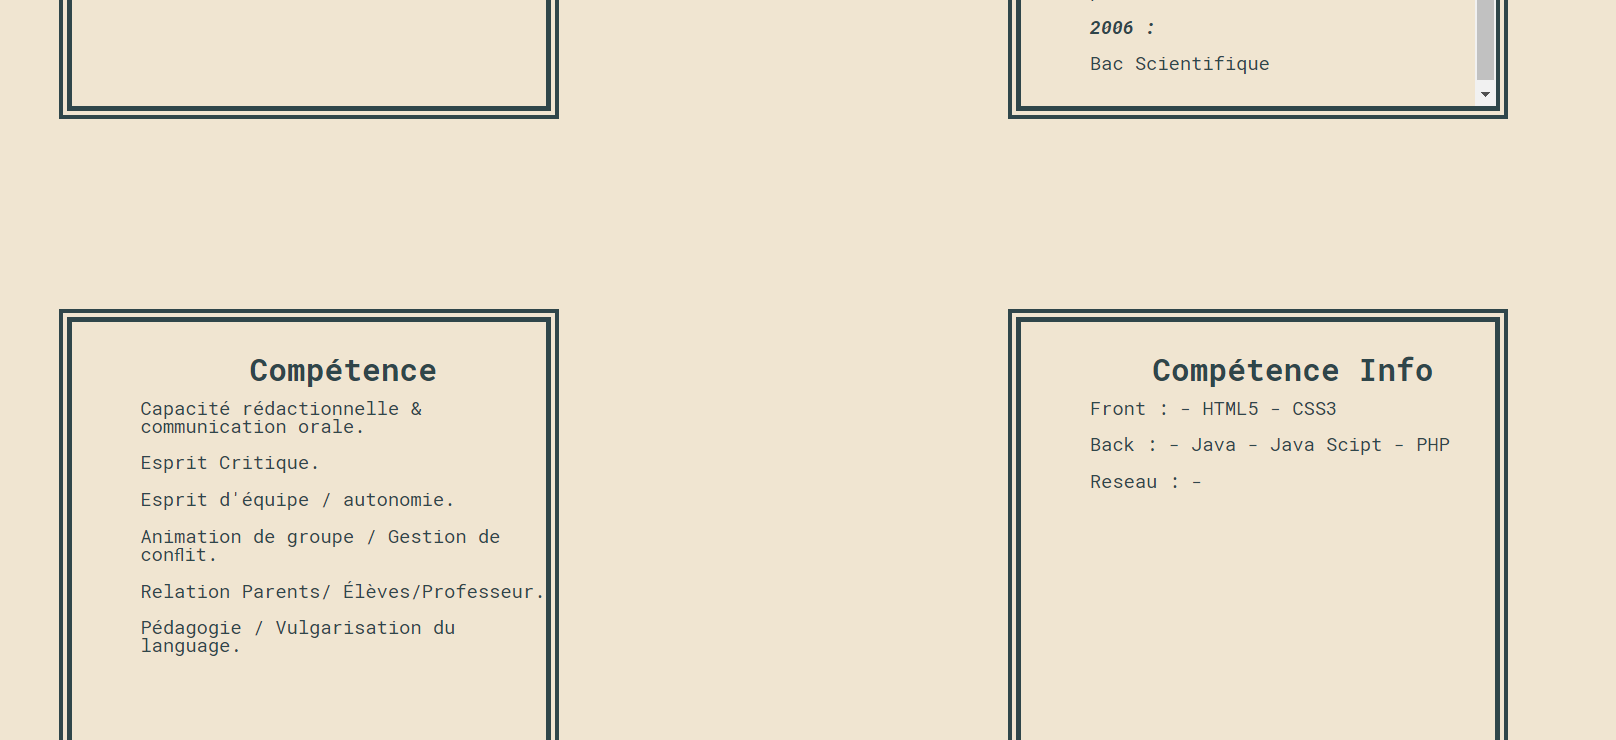 2006 :
Bac Scientifique
Compétence
Capacité rédactionnelle &
communication orale.
Esprit Critique.
Esprit d'équipe / autonomie.
Animation de groupe / Gestion de
conflit.
Relation Parents/ Élèves/Professeur.
Pédagogie / Vulgarisation du
language.
Compétence Info
Front : - HTML5 - CSS3
Back : - Java - Java Scipt - PHP
Reseau : -